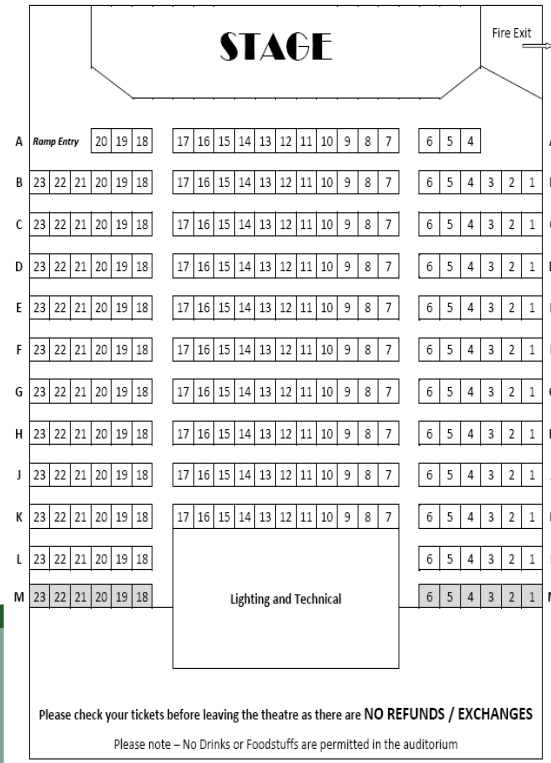 STAGE
Fire Exit
A Ramp Entry 20 19 18 17 16 15 14 13 12 11 10 9 8 7 6 5 4
B 23 22 21 20 19 18 17 16 15 14 13 12 11 10 9 8 7 6 5 4 3 2 1
C 23 22 21 20 19 18 17 16 15 14 13 12 11 10 9 8 7 6 5 4 3 2 1
D 23 22 21 20 19 18 17 16 15 14 13 12 11 10 9 8 7 6 5 4 3 2 1
E 23 22 21 20 19 18 17 16 15 14 13 12 11 10 9 8 7 6 5 4 3 2 1
F 23 22 21 20 19 18 17 16 15 14 13 12 11 10 9 8 7 6 5 4 3 2 1
G 23 22 21 20 19 18 17 16 15 14 13 12 11 10 9 8 7 6 5 4 3 2 1
H 23 22 21 20 19 18 17 16 15 14 13 12 11 10 9 8 7 6 5 4 3 2 1
J 23 22 21 20 19 18 17 16 15 14 13 12 11 10 9 8 7 6 5 4 3 2 1
K 23 22 21 20 19 18 17 16 15 14 13 12 11 10 9 8 7 6 5 4 3 2 1
L 23 22 21 20 19 18 6 5 4 3 2 1
M 23 22 21 20 19 18 Lighting and Technical 6 5 4 3 2 1
Please check your tickets before leaving the theatre as there are NO REFUNDS / EXCHANGES
Please note – No Drinks or Foodstuffs are permitted in the auditorium